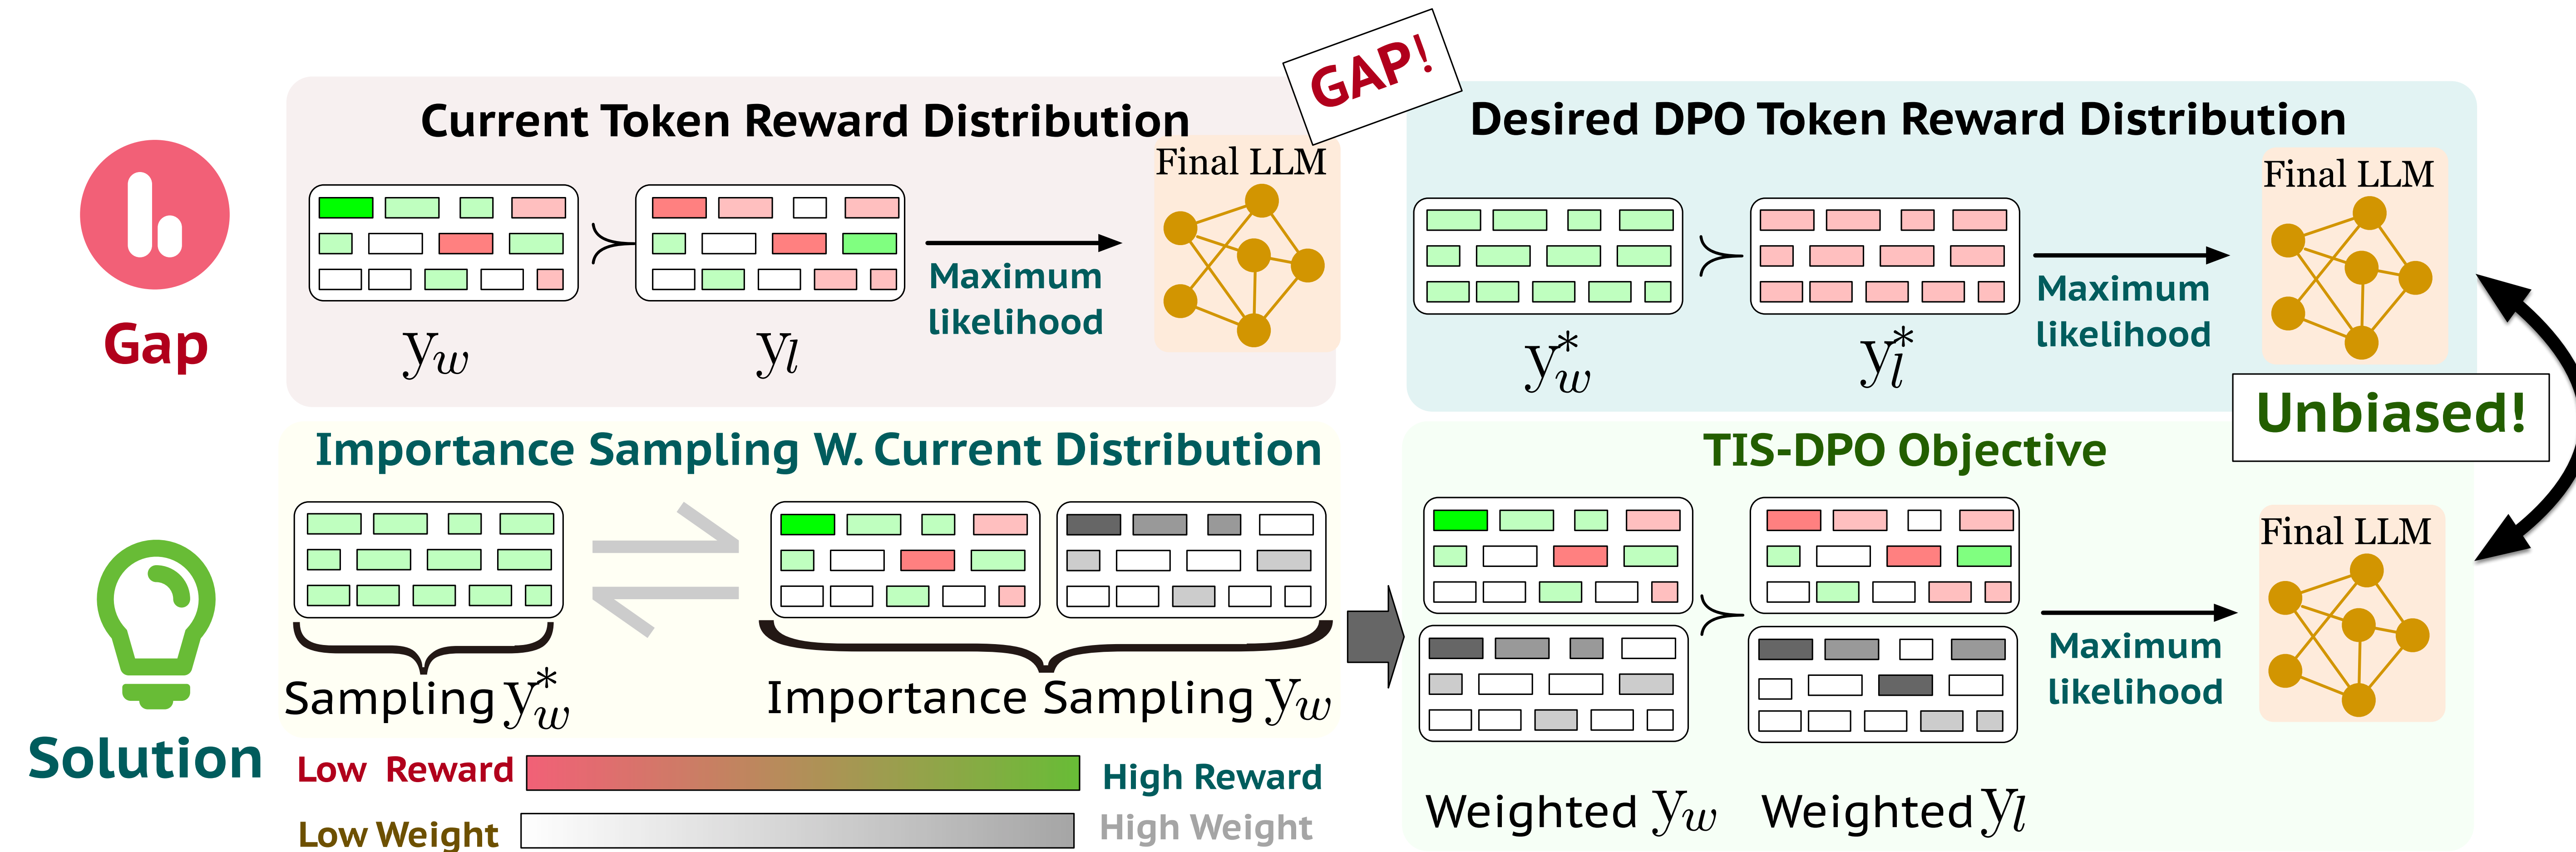 GAP!
Current Token Reward Distribution
Final LLM
y_w
y_l
Maximum
likelihood
Gap
Desired DPO Token Reward Distribution
Final LLM
y_w^*
y_l^*
Maximum
likelihood
Unbiased!
Importance Sampling W. Current Distribution
Sampling y_w^*
Importance Sampling y_w
Solution
Low Reward
High Reward
Low Weight
High Weight
TIS-DPO Objective
Final LLM
Maximum
likelihood
Weighted y_w
Weighted y_l